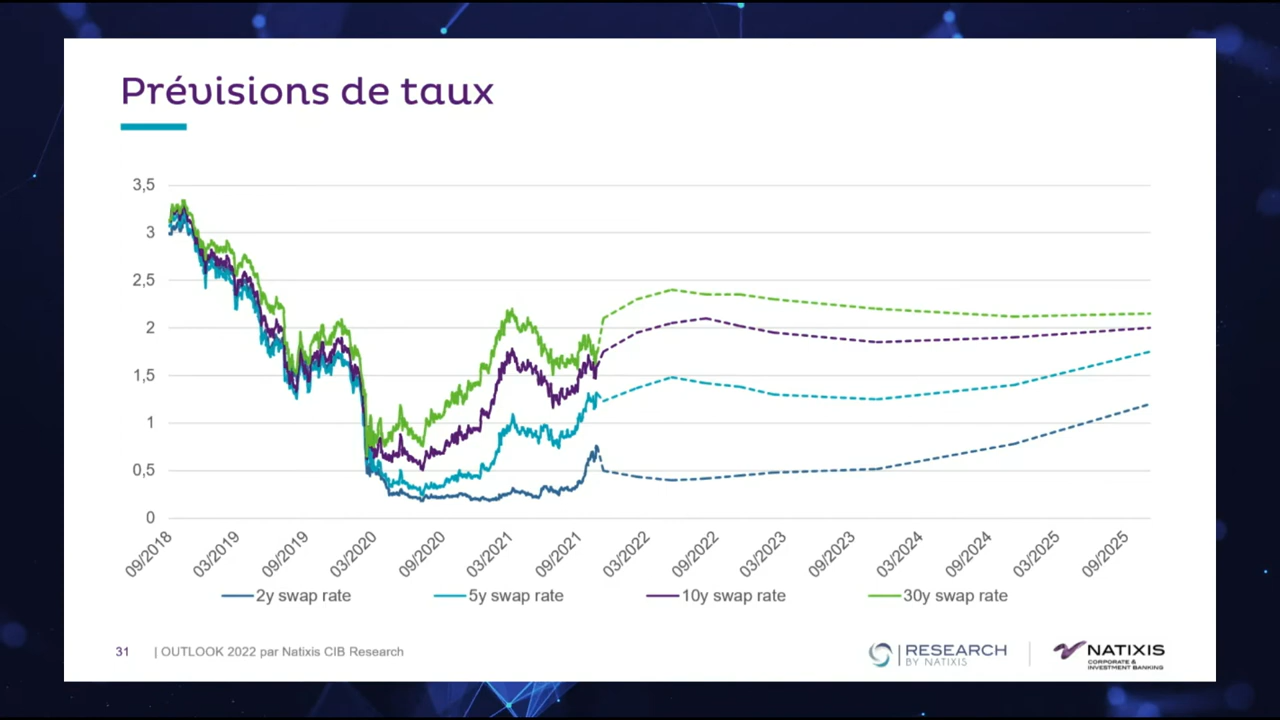 Prévisions de taux
3,5
3
2,5
2
1,5
1
0,5
0
09/2018
03/2019
09/2019
03/2020
09/2020
03/2021
09/2021
03/2022
09/2022
03/2023
09/2023
03/2024
09/2024
03/2025
09/2025
2y swap rate
5y swap rate
10y swap rate
30y swap rate
31 | OUTLOOK 2022 par Natixis CIB Research
RESEARCH
BY NATIXIS
NATIXIS
CORPORATE &
INVESTMENT BANKING